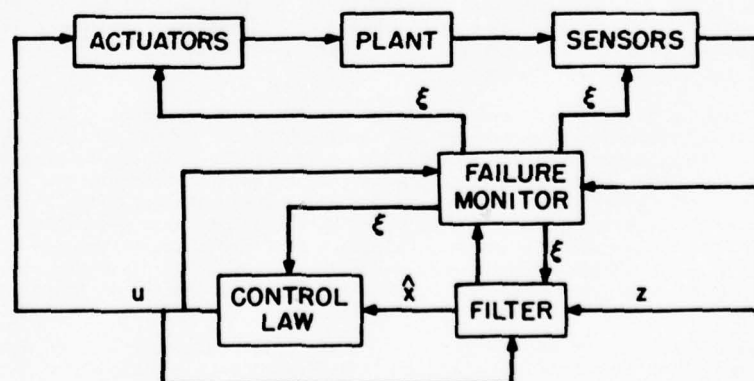 ACTUATORS
PLANT
SENSORS
ξ
ξ
FAILURE
MONITOR
ξ
ξ
u
CONTROL
LAW
x̂
FILTER
z